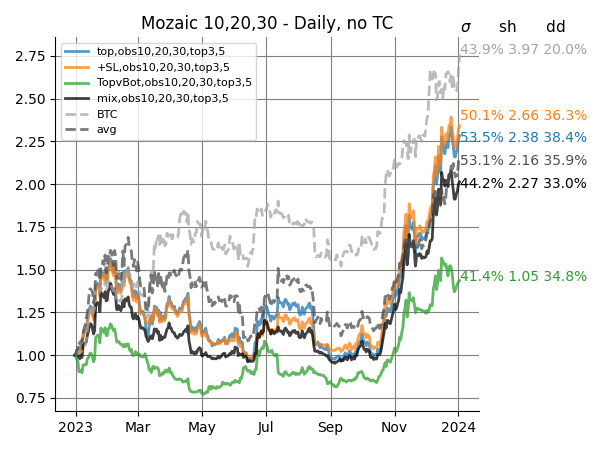 Mozaic 10,20,30 - Daily, no TC
σ sh dd
top,obs10,20,30,top3,5
+SL,obs10,20,30,top3,5
TopvBot,obs10,20,30,top3,5
mix,obs10,20,30,top3,5
BTC
avg
43.9% 3.97 20.0%
50.1% 2.66 36.3%
53.5% 2.38 38.4%
53.1% 2.16 35.9%
44.2% 2.27 33.0%
41.4% 1.05 34.8%
2.75
2.50
2.25
2.00
1.75
1.50
1.25
1.00
0.75
2023 Mar May Jul Sep Nov 2024